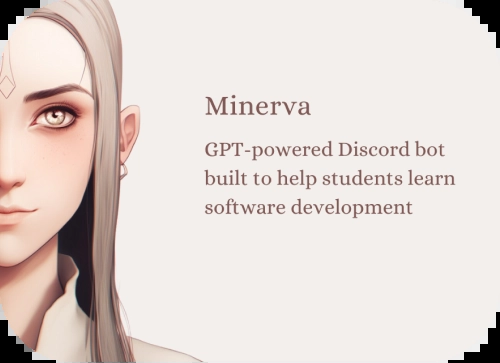 Minerva
GPT-powered Discord bot
built to help students learn
software development